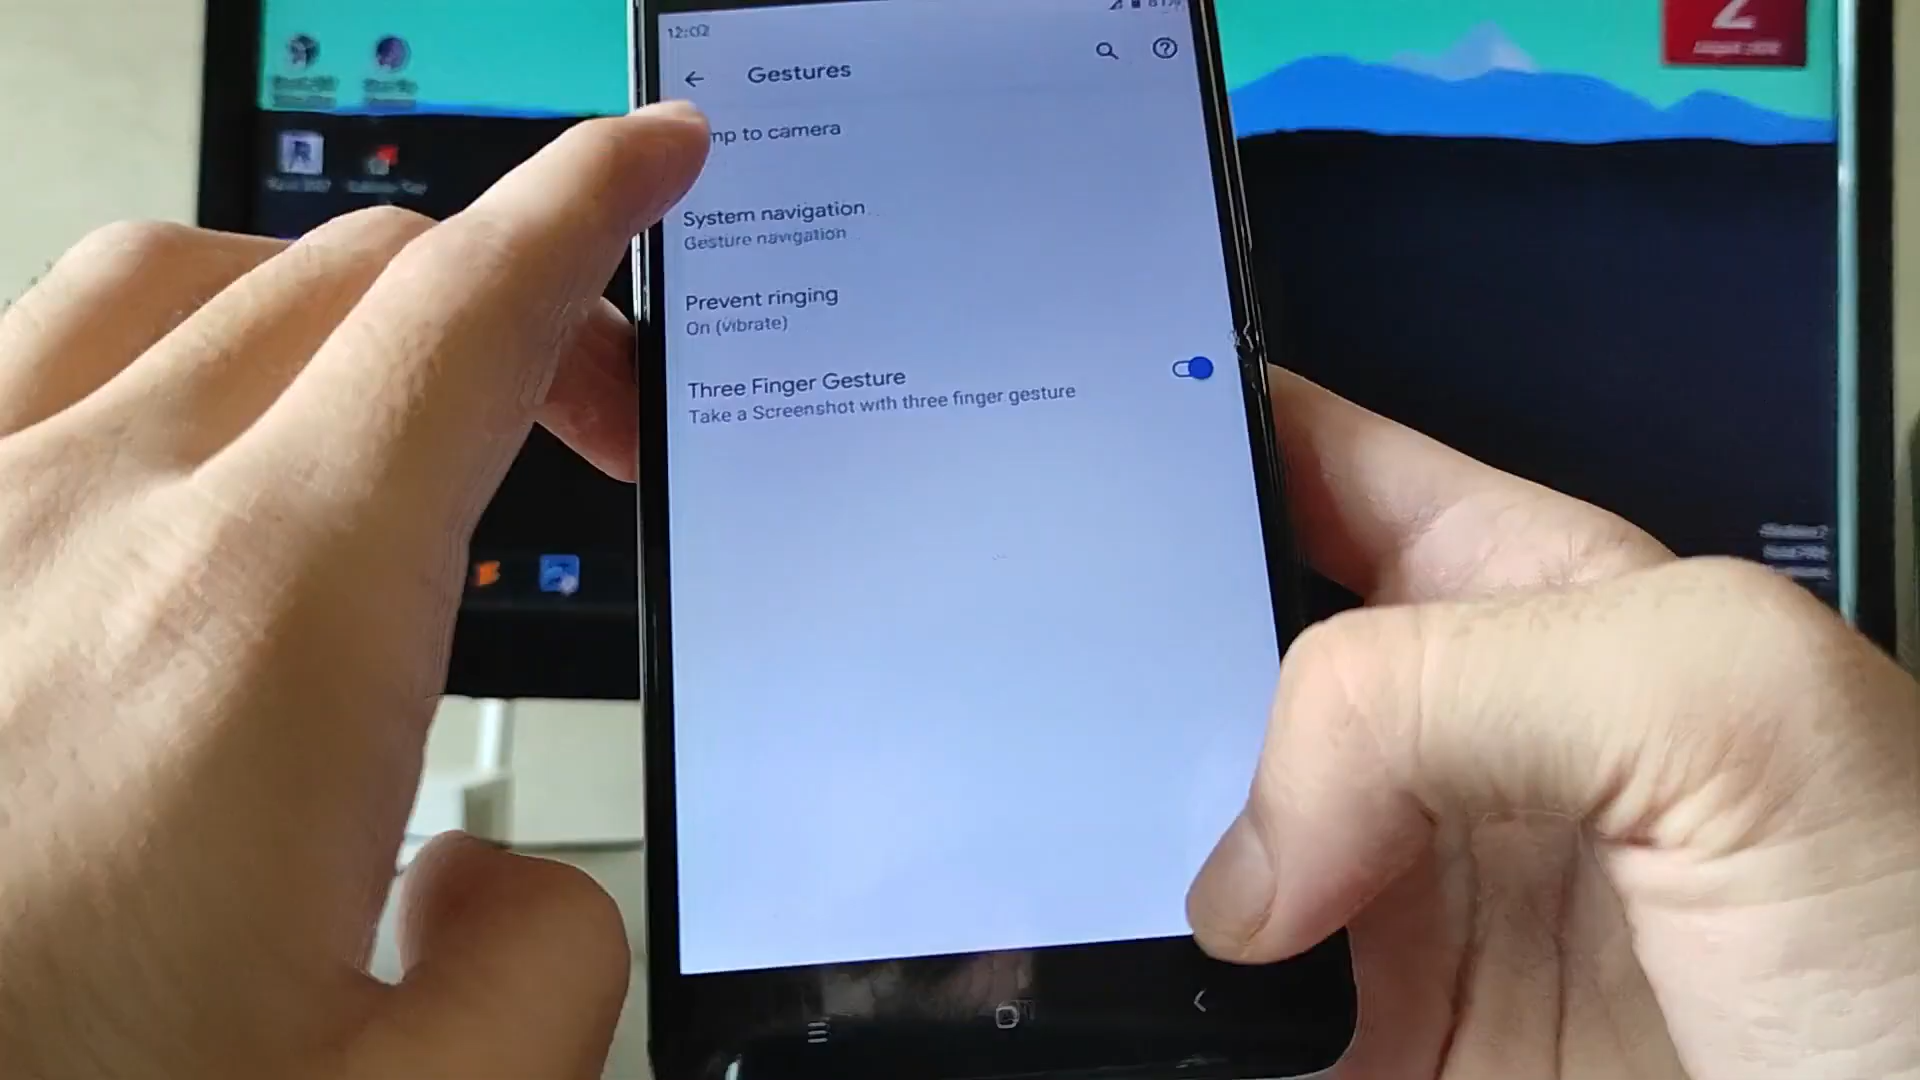 12:02
Gestures
mp to camera
System navigation
Gesture navigation
Prevent ringing
On (vibrate)
Three Finger Gesture
Take a Screenshot with three finger gesture
2